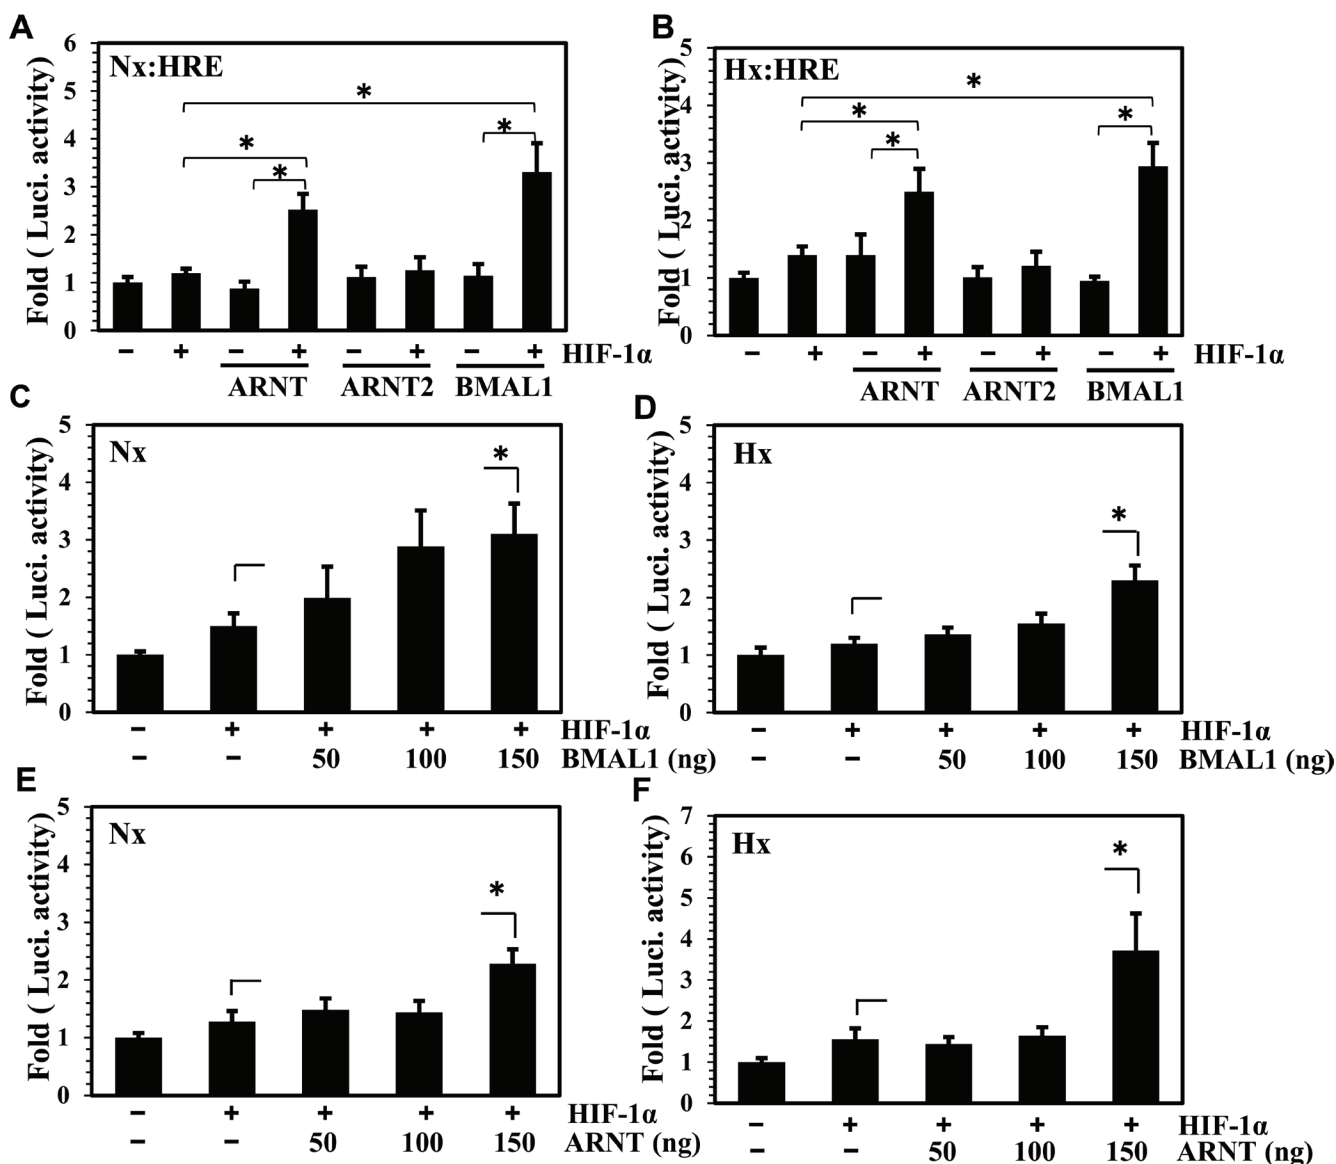 A
Nx:HRE
Fold ( Luci. activity)
6
5
4
3
2
1
0
* * * *
− + − + − + − + HIF-1α
ARNT ARNT2 BMAL1
B
Hx:HRE
Fold ( Luci. activity)
5
4
3
2
1
0
* * * *
− + − + − + − + HIF-1α
ARNT ARNT2 BMAL1
C
Nx
Fold ( Luci. activity)
5
4
3
2
1
0
*
− + + + + HIF-1α
− − 50 100 150 BMAL1 (ng)
D
Hx
Fold ( Luci. activity)
5
4
3
2
1
0
*
− + + + + HIF-1α
− − 50 100 150 BMAL1 (ng)
E
Nx
Fold ( Luci. activity)
5
4
3
2
1
0
*
− + + + + HIF-1α
− − 50 100 150 ARNT (ng)
F
Hx
Fold ( Luci. activity)
7
6
5
4
3
2
1
0
*
− + + + + HIF-1α
− − 50 100 150 ARNT (ng)